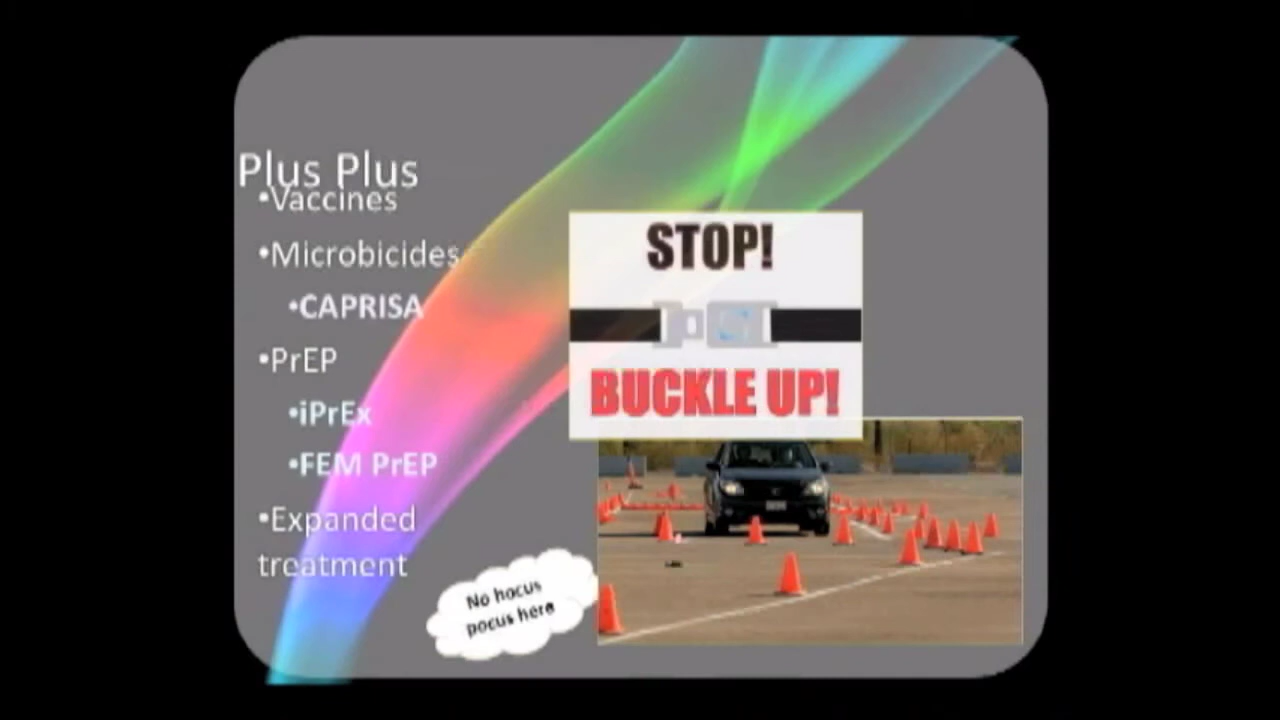 Plus Plus
•Vaccines
•Microbicides
•CAPRISA
•PrEP
•iPrEx
•FEM PrEP
•Expanded
treatment
STOP!
BUCKLE UP!
No hocus
pocus here